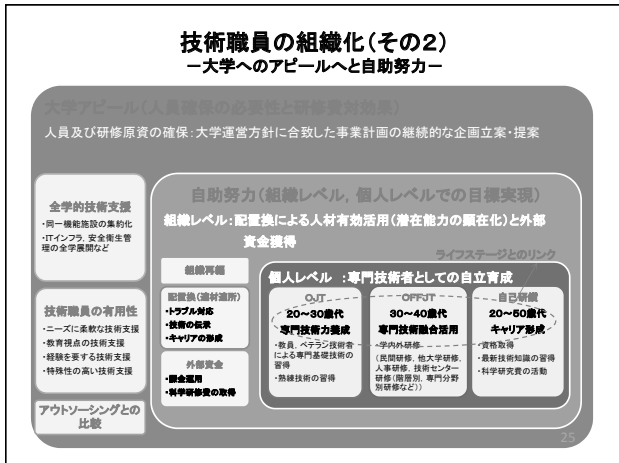 技術職員の組織化(その2)
-大学へのアピールへと自助努力-
大学アピール(人員確保の必要性と研修費対効果)
人員及び研修原資の確保:大学運営方針に合致した事業計画の継続的な企画立案・提案
全学的技術支援
・同一機能施設の集約化
・ITインフラ,安全衛生管
理の全学展開など
技術職員の有用性
・ニーズに柔軟な技術支援
・教育視点の技術支援
・経験を要する技術支援
・特殊性の高い技術支援
アウトソーシングとの
比較
自助努力(組織レベル,個人レベルでの目標実現)
組織レベル:配置換による人材有効活用(潜在能力の顕在化)と外部
資金獲得
ライフステージとのリンク
組織再編
配置換(適材適所)
・トラブル対応
・技術の伝承
・キャリアの形成
外部資金
・課金運用
・科学研修費の取得
個人レベル :専門技術者としての自立育成
OJT
20~30歳代
専門技術力養成
・教員,ベテラン技術者
による専門基礎技術の
習得
・熟練技術の習得
OFFJT
30~40歳代
専門技術融合活用
・学内外研修
(民間研修,他大学研修,
人事研修,技術センター
研修(階層別,専門分野
別研修など))
自己研鑽
20~50歳代
キャリア形成
・資格取得
・最新技術知識の習得
・科学研究費の活動
25